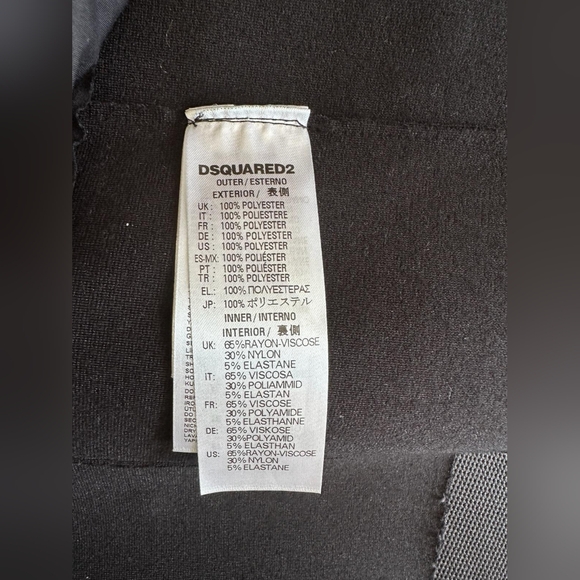 DSQUARED2
OUTER/ESTERNO
EXTERIOR/ 表側
UK: 100% POLYESTER
IT: 100% POLIESTERE
FR: 100% POLYESTER
DE: 100% POLYESTER
US: 100% POLYESTER
ES-MX: 100% POLIÉSTER
PT: 100% POLIÉSTER
TR: 100% POLYESTER
EL.: 100% ΠΟΛΥΕΣΤΕΡΑΣ
JP: 100% ポリエステル
INNER/INTERNO
INTERIOR/ 裏側
UK: 65%RAYON-VISCOSE
30% NYLON
5% ELASTANE
IT: 65% VISCOSA
30% POLIAMMID
5% ELASTAN
FR: 65% VISCOSE
30% POLYAMIDE
5% ELASTHANNE
DE: 65% VISKOSE
30%POLYAMID
5% ELASTHAN
US: 65%RAYON-VISCOSE
30% NYLON
5% ELASTANE